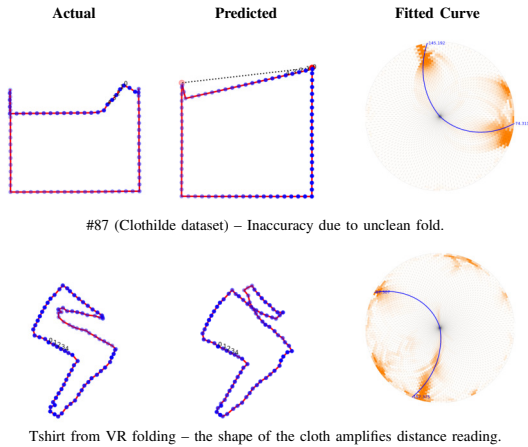 Actual Predicted Fitted Curve
#87 (Clothilde dataset) – Inaccuracy due to unclean fold.
Tshirt from VR folding – the shape of the cloth amplifies distance reading.